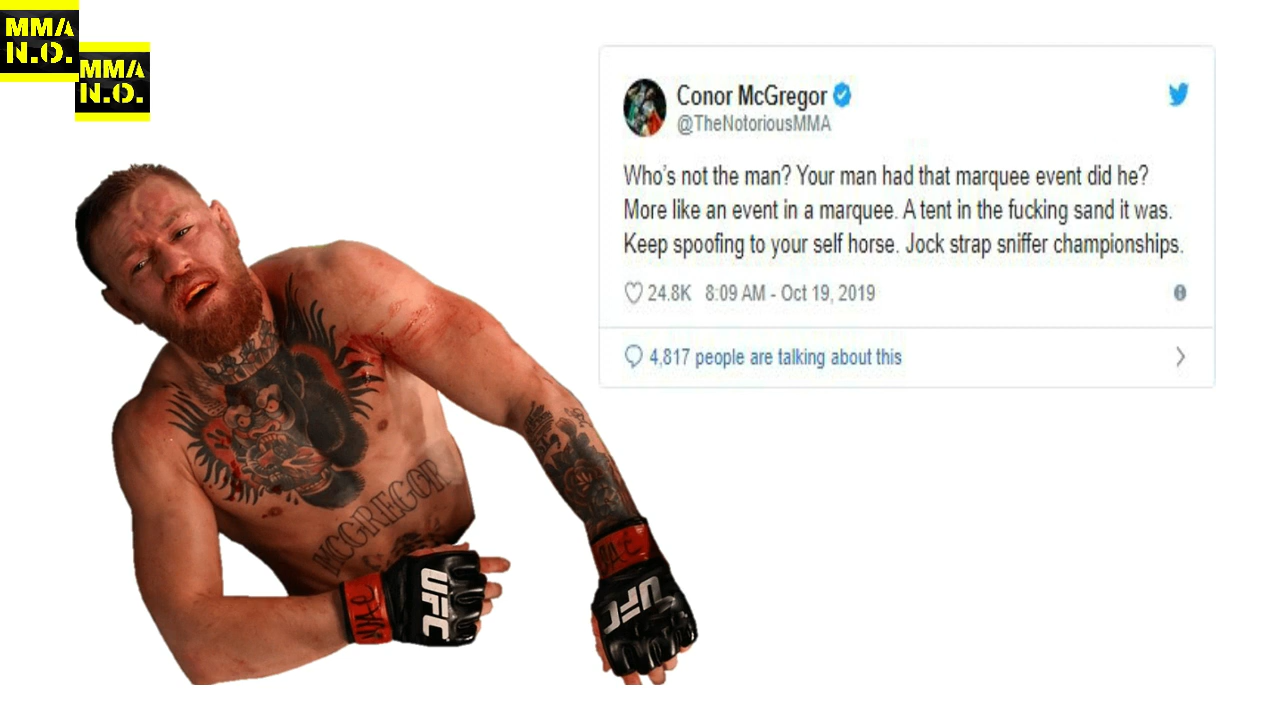 MMA
N.O.
MMA
N.O.
Conor McGregor
@TheNotoriousMMA
Who's not the man? Your man had that marquee event did he?
More like an event in a marquee. A tent in the fucking sand it was.
Keep spoofing to your self horse. Jock strap sniffer championships.
24.8K 8:09 AM - Oct 19, 2019
4,817 people are talking about this
MCGREGOR
UFC
UFC